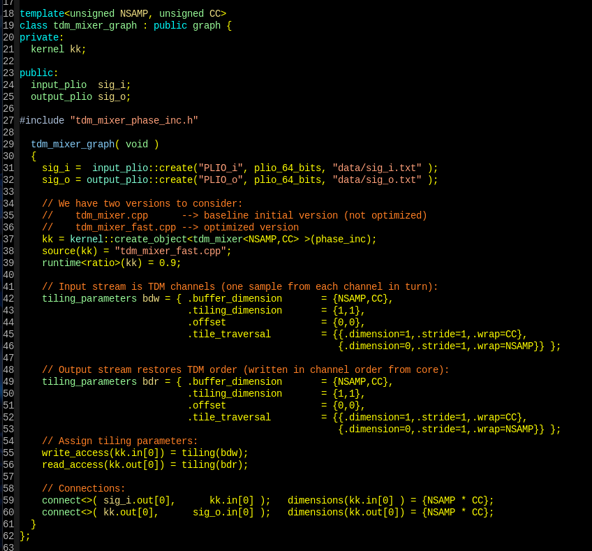 17
18 template<unsigned NSAMP, unsigned CC>
19 class tdm_mixer_graph : public graph {
20 private:
21   kernel kk;
22
23 public:
24   input_plio  sig_i;
25   output_plio sig_o;
26
27 #include "tdm_mixer_phase_inc.h"
28
29   tdm_mixer_graph( void )
30   {
31     sig_i =  input_plio::create("PLIO_i", plio_64_bits, "data/sig_i.txt" );
32     sig_o = output_plio::create("PLIO_o", plio_64_bits, "data/sig_o.txt" );
33
34     // We have two versions to consider:
35     //    tdm_mixer.cpp      --> baseline initial version (not optimized)
36     //    tdm_mixer_fast.cpp --> optimized version
37     kk = kernel::create_object<tdm_mixer<NSAMP,CC> >(phase_inc);
38     source(kk) = "tdm_mixer_fast.cpp";
39     runtime<ratio>(kk) = 0.9;
40
41     // Input stream is TDM channels (one sample from each channel in turn):
42     tiling_parameters bdw = { .buffer_dimension       = {NSAMP,CC},
43                               .tiling_dimension       = {1,1},
44                               .offset                 = {0,0},
45                               .tile_traversal         = {{.dimension=1,.stride=1,.wrap=CC},
46                                                          {.dimension=0,.stride=1,.wrap=NSAMP}} };
47
48     // Output stream restores TDM order (written in channel order from core):
49     tiling_parameters bdr = { .buffer_dimension       = {NSAMP,CC},
50                               .tiling_dimension       = {1,1},
51                               .offset                 = {0,0},
52                               .tile_traversal         = {{.dimension=1,.stride=1,.wrap=CC},
53                                                          {.dimension=0,.stride=1,.wrap=NSAMP}} };
54     // Assign tiling parameters:
55     write_access(kk.in[0]) = tiling(bdw);
56     read_access(kk.out[0]) = tiling(bdr);
57
58     // Connections:
59     connect<>( sig_i.out[0],      kk.in[0] );   dimensions(kk.in[0] ) = {NSAMP * CC};
60     connect<>( kk.out[0],      sig_o.in[0] );   dimensions(kk.out[0]) = {NSAMP * CC};
61   }
62 };
63